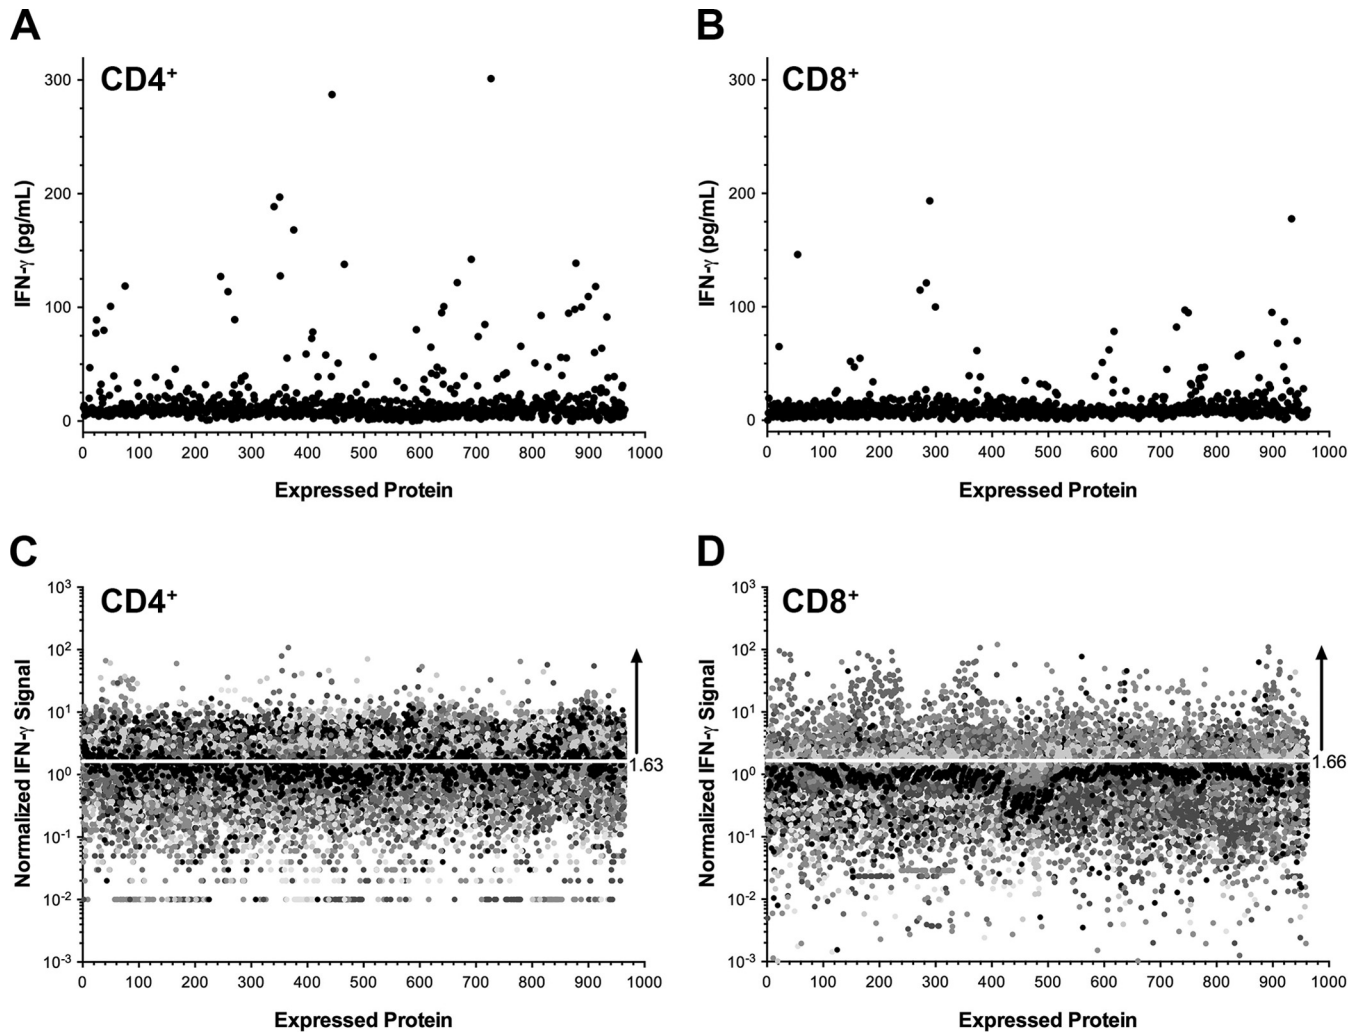 A
CD4+
IFN-γ (pg/mL)
300
200
100
0
0 100 200 300 400 500 600 700 800 900 1000
Expressed Protein
B
CD8+
IFN-γ (pg/mL)
300
200
100
0
0 100 200 300 400 500 600 700 800 900 1000
Expressed Protein
C
CD4+
Normalized IFN-γ Signal
10³
10²
10¹
10⁰
10⁻¹
10⁻²
10⁻³
1.63
0 100 200 300 400 500 600 700 800 900 1000
Expressed Protein
D
CD8+
Normalized IFN-γ Signal
10³
10²
10¹
10⁰
10⁻¹
10⁻²
10⁻³
1.66
0 100 200 300 400 500 600 700 800 900 1000
Expressed Protein